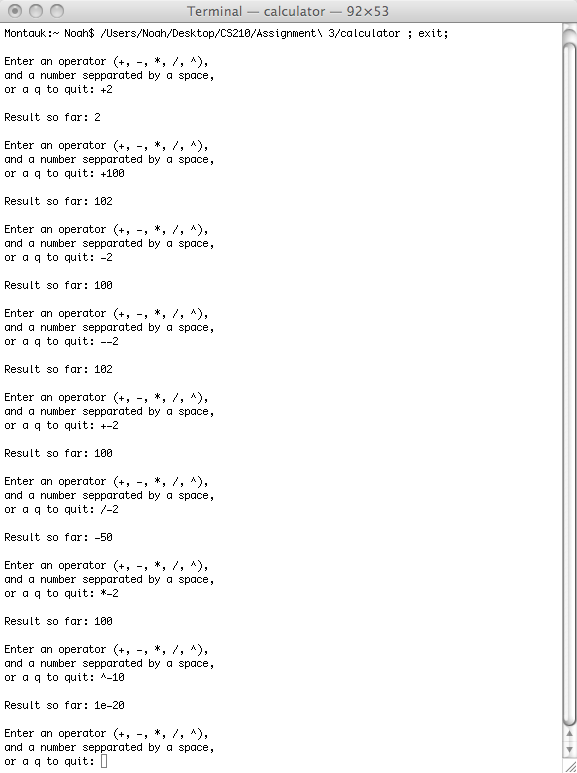 Terminal — calculator — 92×53
Montauk:~ Noah$ /Users/Noah/Desktop/CS210/Assignment\ 3/calculator ; exit;
Enter an operator (+, -, *, /, ^),
and a number sepparated by a space,
or a q to quit: +2
Result so far: 2
Enter an operator (+, -, *, /, ^),
and a number sepparated by a space,
or a q to quit: +100
Result so far: 102
Enter an operator (+, -, *, /, ^),
and a number sepparated by a space,
or a q to quit: -2
Result so far: 100
Enter an operator (+, -, *, /, ^),
and a number sepparated by a space,
or a q to quit: --2
Result so far: 102
Enter an operator (+, -, *, /, ^),
and a number sepparated by a space,
or a q to quit: +-2
Result so far: 100
Enter an operator (+, -, *, /, ^),
and a number sepparated by a space,
or a q to quit: /-2
Result so far: -50
Enter an operator (+, -, *, /, ^),
and a number sepparated by a space,
or a q to quit: *-2
Result so far: 100
Enter an operator (+, -, *, /, ^),
and a number sepparated by a space,
or a q to quit: ^-10
Result so far: 1e-20
Enter an operator (+, -, *, /, ^),
and a number sepparated by a space,
or a q to quit: